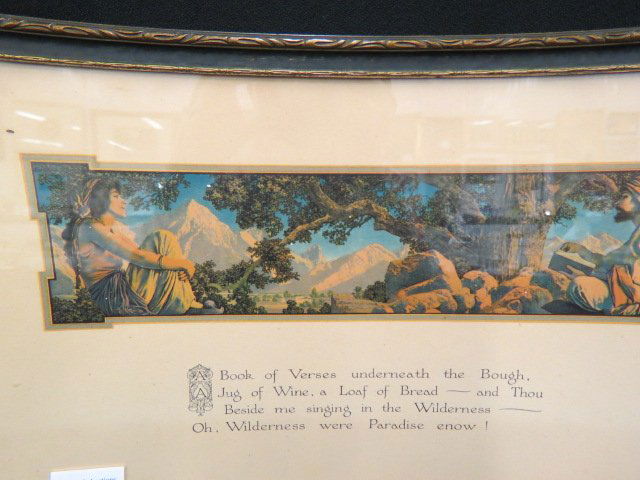 A Book of Verses underneath the Bough,
A Jug of Wine, a Loaf of Bread — and Thou
Beside me singing in the Wilderness —
Oh, Wilderness were Paradise enow!